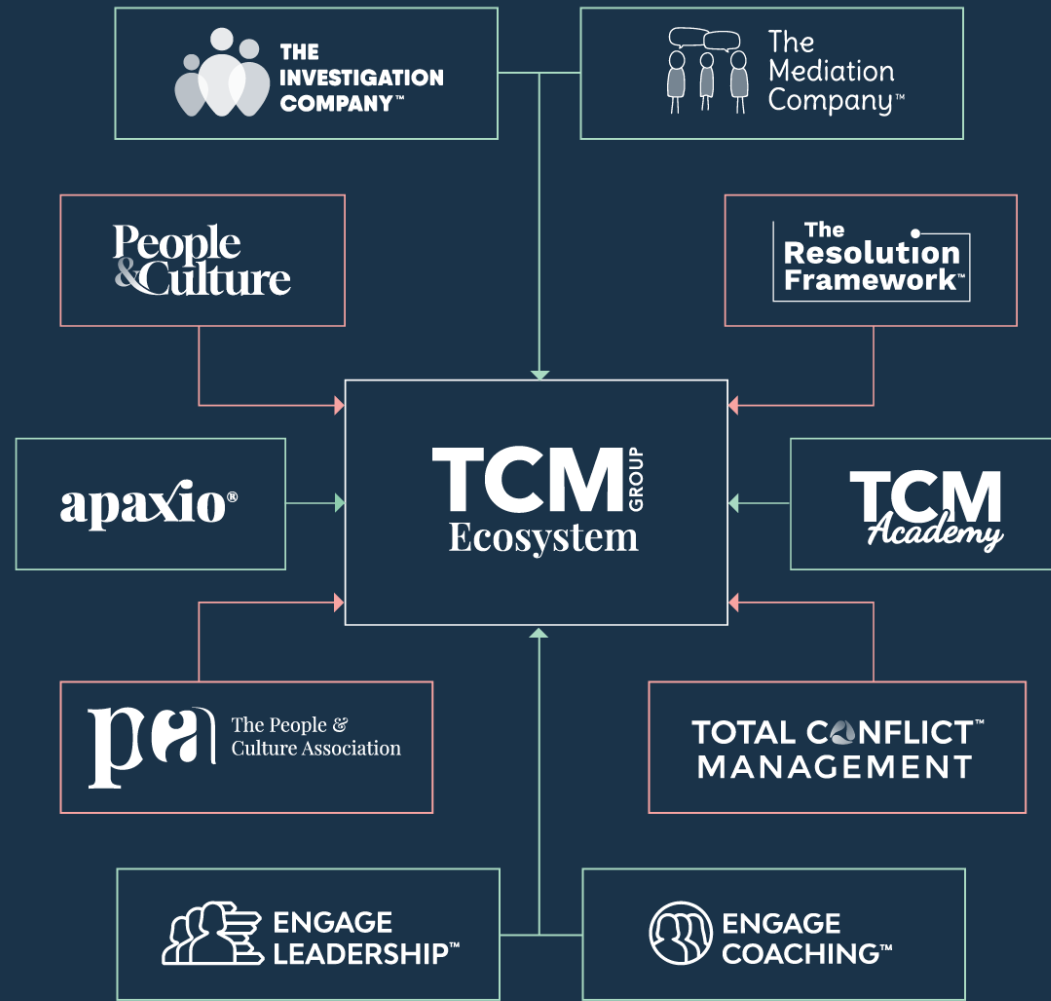 THE
INVESTIGATION
COMPANY™
The
Mediation
Company™
People
&Culture
The
Resolution
Framework™
TCM GROUP
Ecosystem
apaxio®
TCM
Academy
pca
The People &
Culture Association
TOTAL CONFLICT™
MANAGEMENT
ENGAGE
LEADERSHIP™
ENGAGE
COACHING™